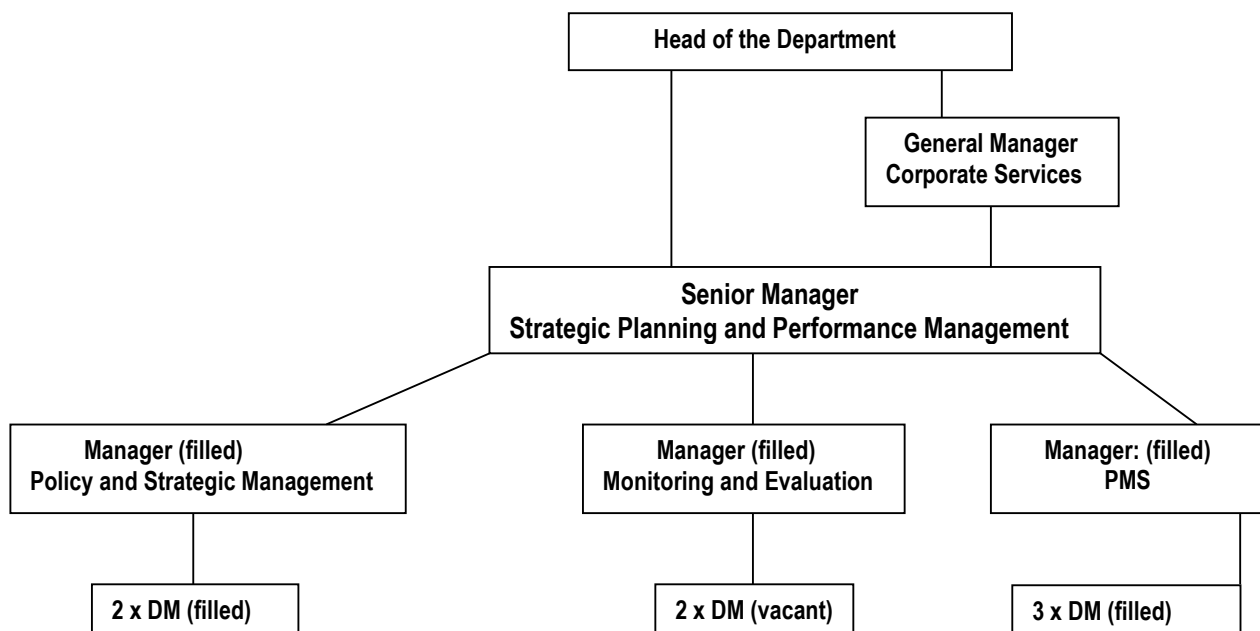 Head of the Department
General Manager
Corporate Services
Senior Manager
Strategic Planning and Performance Management
Manager (filled)
Policy and Strategic Management
Manager (filled)
Monitoring and Evaluation
Manager: (filled)
PMS
2 x DM (filled)
2 x DM (vacant)
3 x DM (filled)